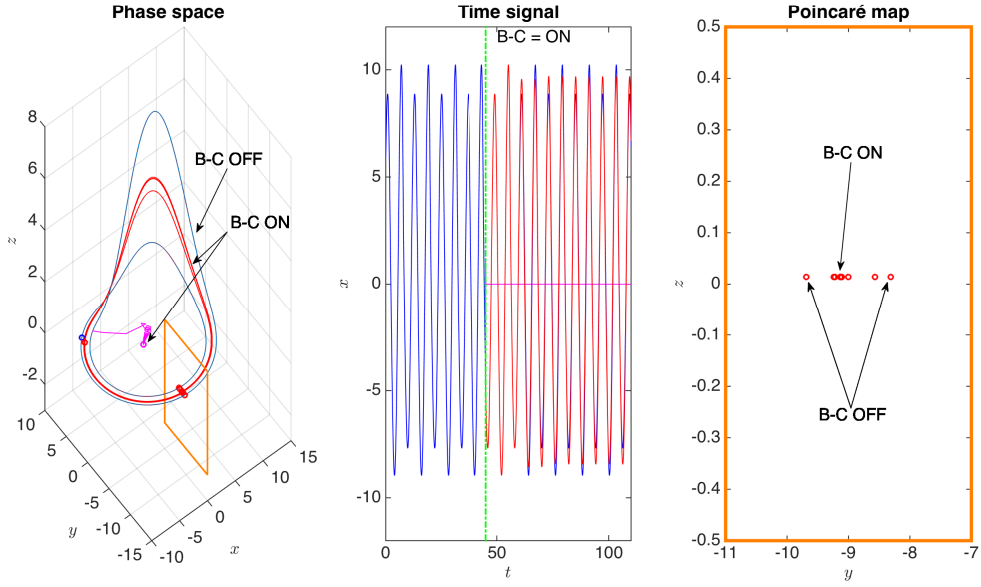 Phase space
8
6
4
2
0
-2
z
10
5
0
-5
-10
-15
y
-10
-5
0
5
10
15
x
B-C OFF
B-C ON
Time signal
B-C = ON
10
5
0
-5
-10
x
0
50
100
t
Poincaré map
0.5
0.4
0.3
0.2
0.1
0
-0.1
-0.2
-0.3
-0.4
-0.5
z
B-C ON
B-C OFF
-11
-10
-9
-8
-7
y